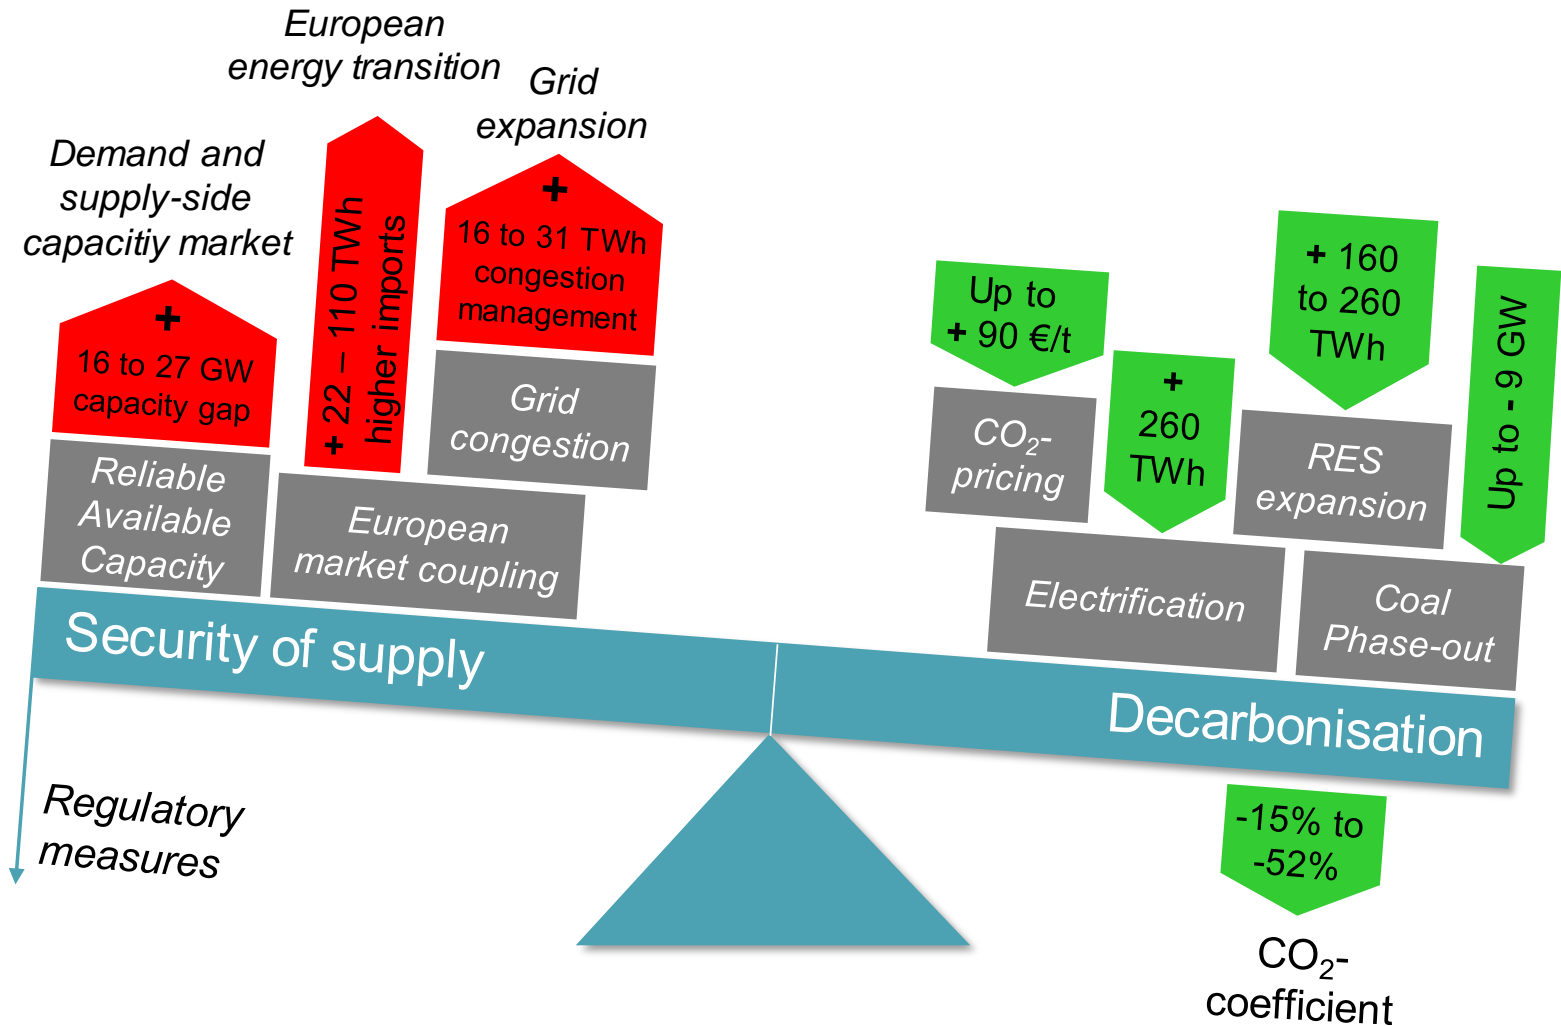 European
energy transition
Grid
expansion
Demand and
supply-side
capacitiy market
+
16 to 27 GW
capacity gap
+ 22 – 110 TWh
higher imports
+
16 to 31 TWh
congestion
management
Reliable
Available
Capacity
European
market coupling
Grid
congestion
Up to
+ 90 €/t
+
260
TWh
+ 160
to 260
TWh
Up to - 9 GW
CO₂-
pricing
RES
expansion
Electrification
Coal
Phase-out
Security of supply
Decarbonisation
Regulatory
measures
-15% to
-52%
CO₂-
coefficient